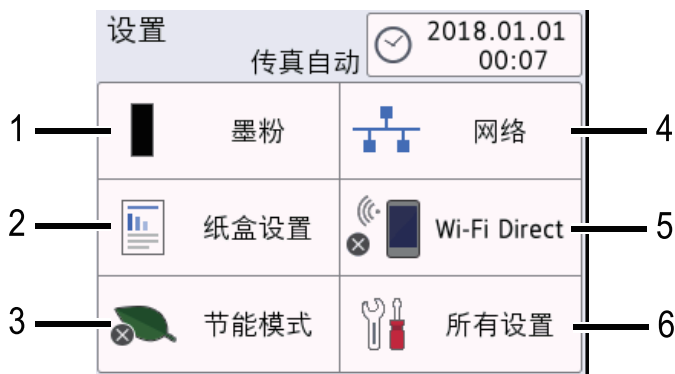 设置
传真自动
2018.01.01
00:07
1 墨粉 网络 4
2 纸盒设置 Wi-Fi Direct 5
3 节能模式 所有设置 6